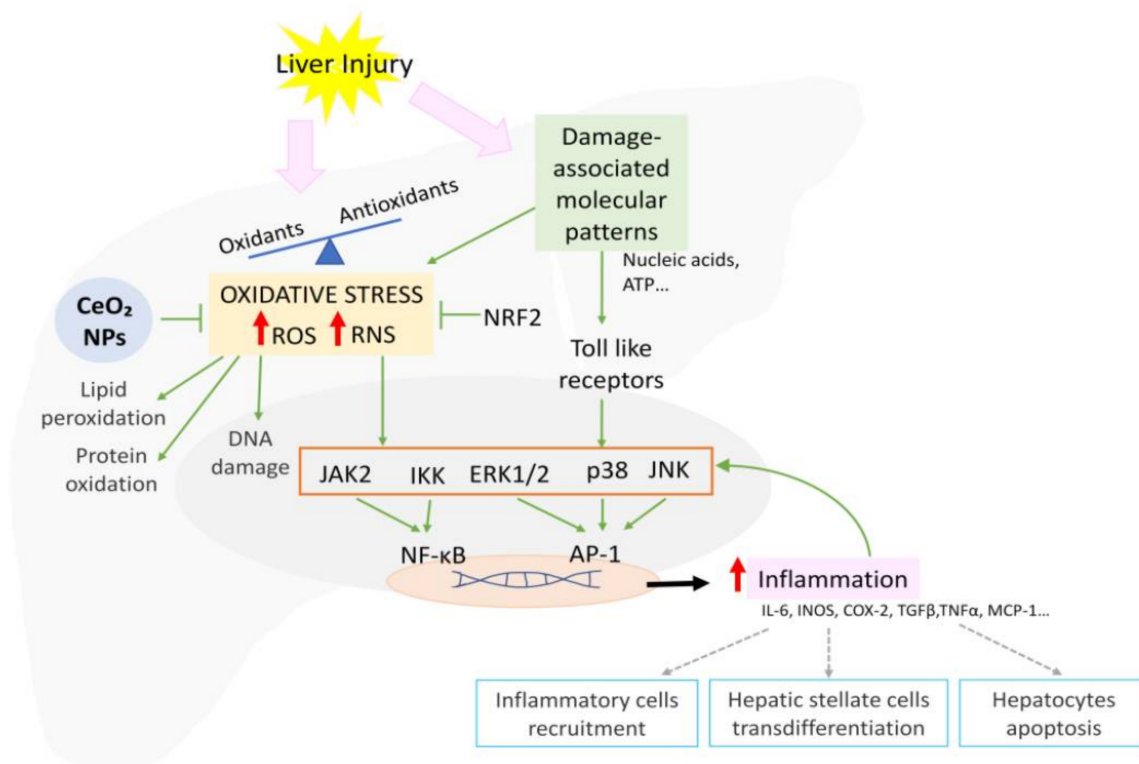 Liver Injury
Damage-
associated
molecular
patterns
Oxidants
Antioxidants
Nucleic acids,
ATP...
CeO₂
NPs
OXIDATIVE STRESS
ROS
RNS
NRF2
Toll like
receptors
Lipid
peroxidation
Protein
oxidation
DNA
damage
JAK2
IKK
ERK1/2
p38
JNK
NF-κB
AP-1
Inflammation
IL-6, INOS, COX-2, TGFβ,TNFα, MCP-1...
Inflammatory cells
recruitment
Hepatic stellate cells
transdifferentiation
Hepatocytes
apoptosis